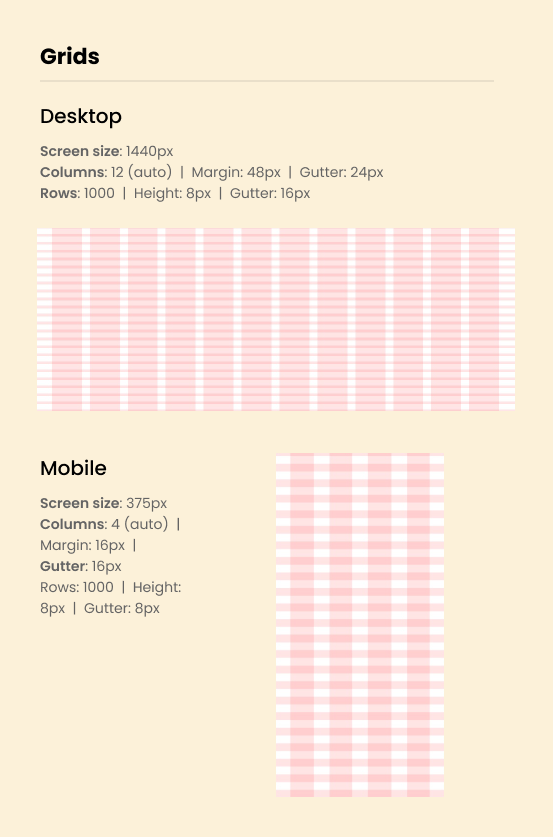 Grids
Desktop
Screen size: 1440px
Columns: 12 (auto) | Margin: 48px | Gutter: 24px
Rows: 1000 | Height: 8px | Gutter: 16px
Mobile
Screen size: 375px
Columns: 4 (auto) |
Margin: 16px |
Gutter: 16px
Rows: 1000 | Height:
8px | Gutter: 8px